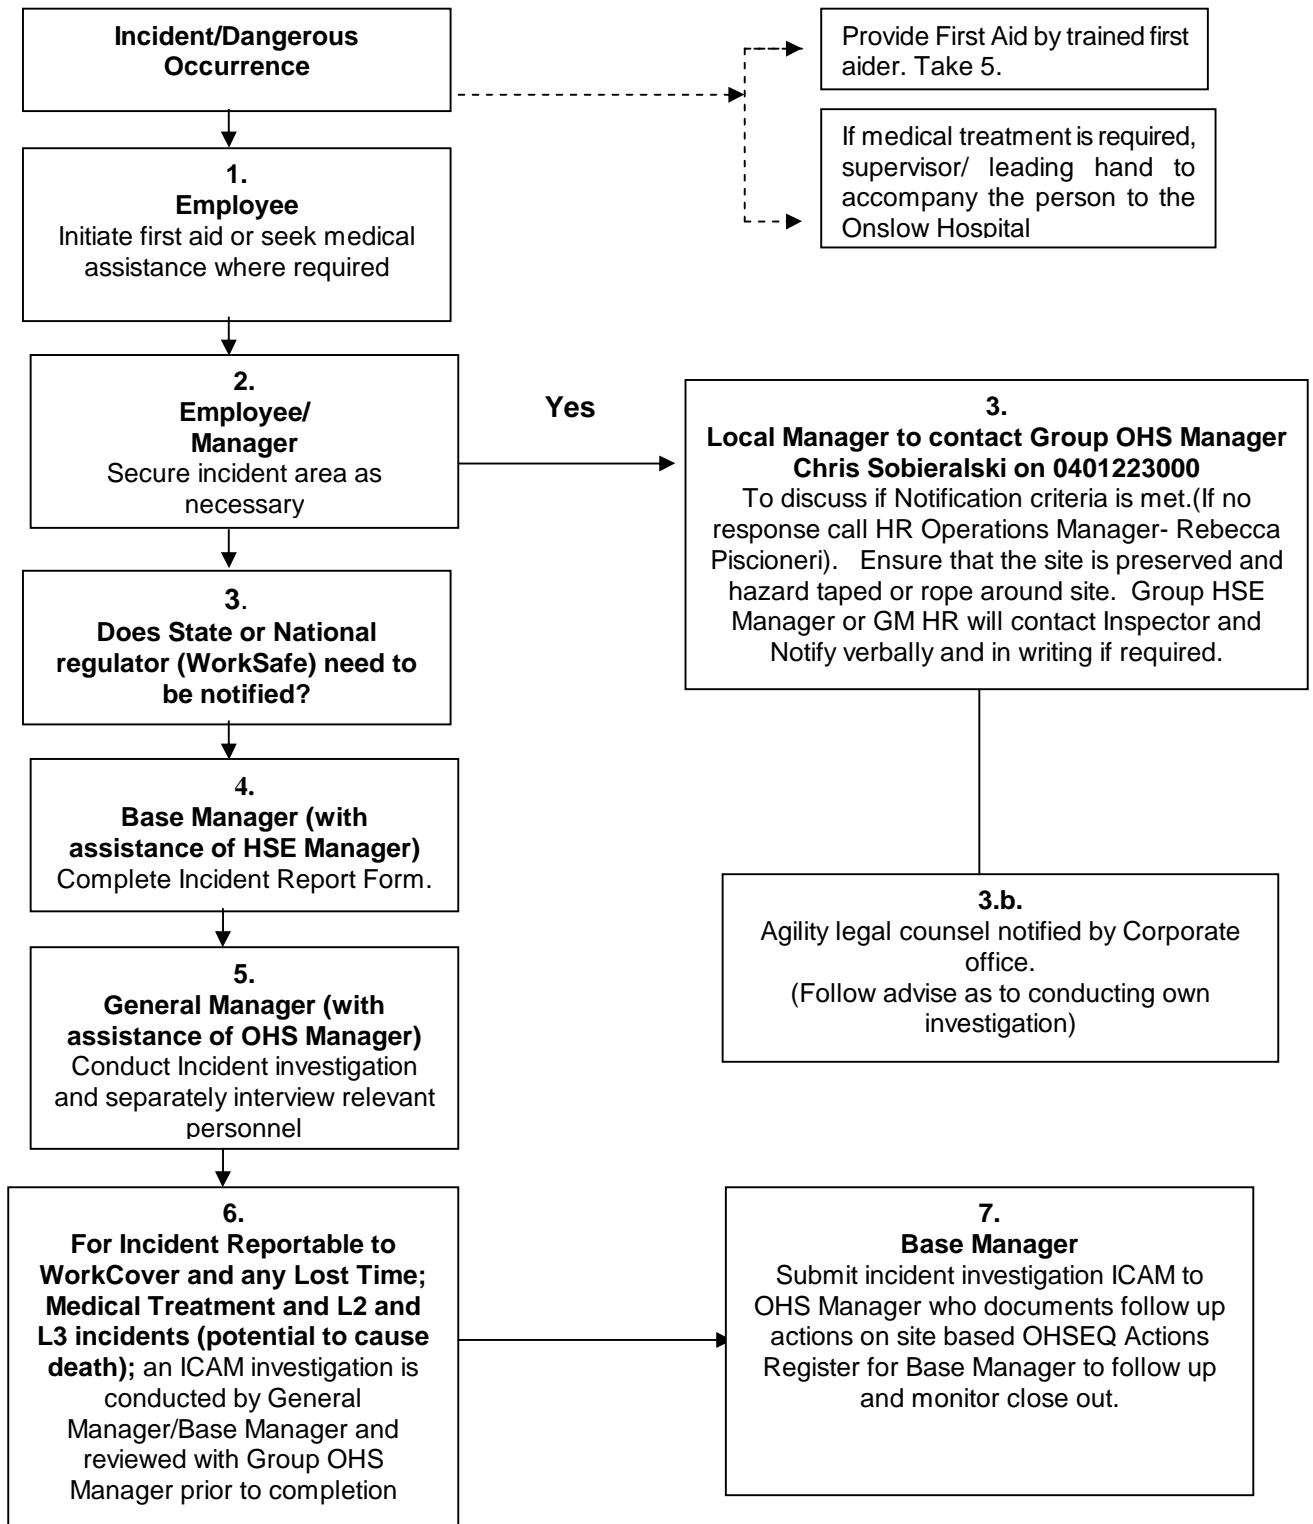 Incident/Dangerous
Occurrence
Provide First Aid by trained first
aider. Take 5.
If medical treatment is required,
supervisor/ leading hand to
accompany the person to the
Onslow Hospital
1.
Employee
Initiate first aid or seek medical
assistance where required
2.
Employee/
Manager
Secure incident area as
necessary
Yes
3.
Local Manager to contact Group OHS Manager
Chris Sobieralski on 0401223000
To discuss if Notification criteria is met.(If no
response call HR Operations Manager- Rebecca
Piscioneri). Ensure that the site is preserved and
hazard taped or rope around site. Group HSE
Manager or GM HR will contact Inspector and
Notify verbally and in writing if required.
3.
Does State or National
regulator (WorkSafe) need to
be notified?
4.
Base Manager (with
assistance of HSE Manager)
Complete Incident Report Form.
3.b.
Agility legal counsel notified by Corporate
office.
(Follow advise as to conducting own
investigation)
5.
General Manager (with
assistance of OHS Manager)
Conduct Incident investigation
and separately interview relevant
personnel
6.
For Incident Reportable to
WorkCover and any Lost Time;
Medical Treatment and L2 and
L3 incidents (potential to cause
death); an ICAM investigation is
conducted by General
Manager/Base Manager and
reviewed with Group OHS
Manager prior to completion
7.
Base Manager
Submit incident investigation ICAM to
OHS Manager who documents follow up
actions on site based OHSEQ Actions
Register for Base Manager to follow up
and monitor close out.